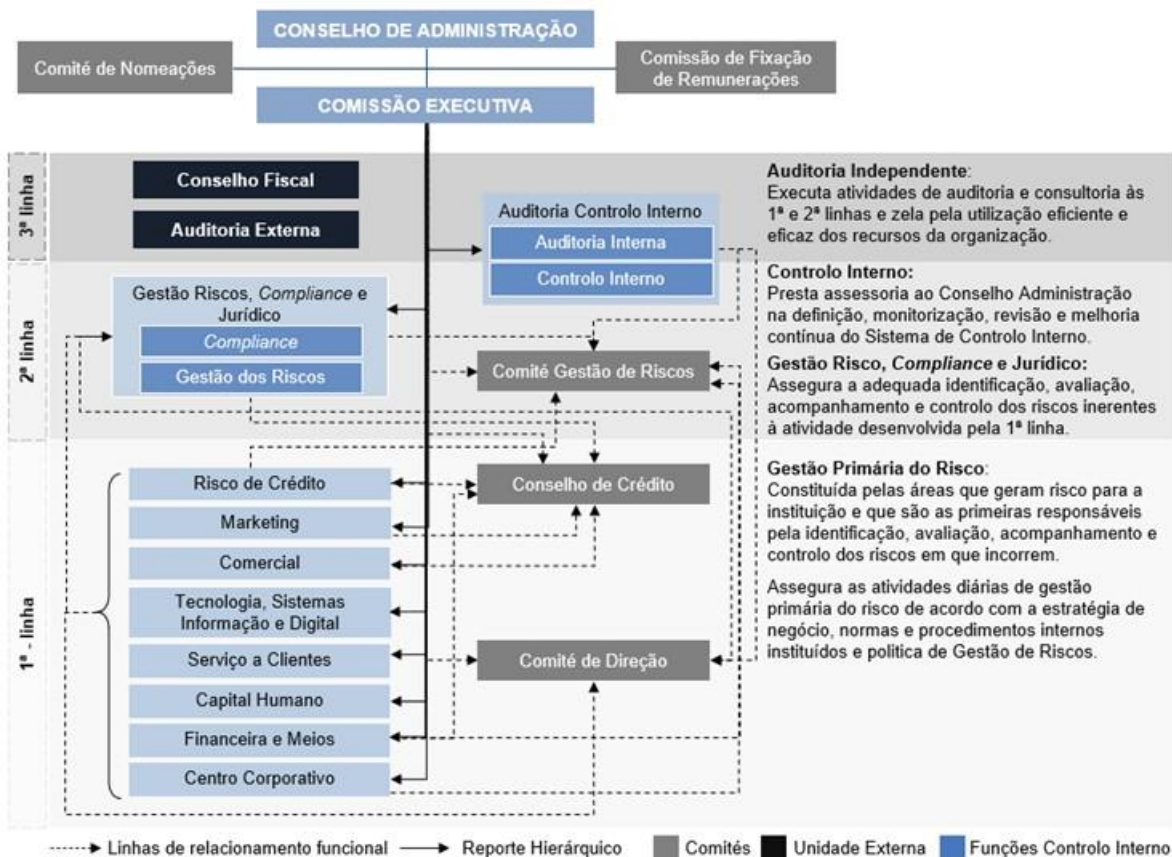 CONSELHO DE ADMINISTRAÇÃO
Comité de Nomeações
Comissão de Fixação
de Remunerações
COMISSÃO EXECUTIVA
3ª linha
Conselho Fiscal
Auditoria Externa
Auditoria Controlo Interno
Auditoria Interna
Controlo Interno
Auditoria Independente:
Executa atividades de auditoria e consultoria às
1ª e 2ª linhas e zela pela utilização eficiente e
eficaz dos recursos da organização.
2ª linha
Gestão Riscos, Compliance e
Jurídico
Compliance
Gestão dos Riscos
Comité Gestão de Riscos
Controlo Interno:
Presta assessoria ao Conselho Administração
na definição, monitorização, revisão e melhoria
contínua do Sistema de Controlo Interno.
Gestão Risco, Compliance e Jurídico:
Assegura a adequada identificação, avaliação,
acompanhamento e controlo dos riscos inerentes
à atividade desenvolvida pela 1ª linha.
1ª - linha
Risco de Crédito
Marketing
Comercial
Tecnologia, Sistemas
Informação e Digital
Serviço a Clientes
Capital Humano
Financeira e Meios
Centro Corporativo
Conselho de Crédito
Comité de Direção
Gestão Primária do Risco:
Constituída pelas áreas que geram risco para a
instituição e que são as primeiras responsáveis
pela identificação, avaliação, acompanhamento e
controlo dos riscos em que incorrem.
Assegura as atividades diárias de gestão
primária do risco de acordo com a estratégia de
negócio, normas e procedimentos internos
instituídos e politica de Gestão de Riscos.
Linhas de relacionamento funcional
Reporte Hierárquico
Comités
Unidade Externa
Funções Controlo Interno